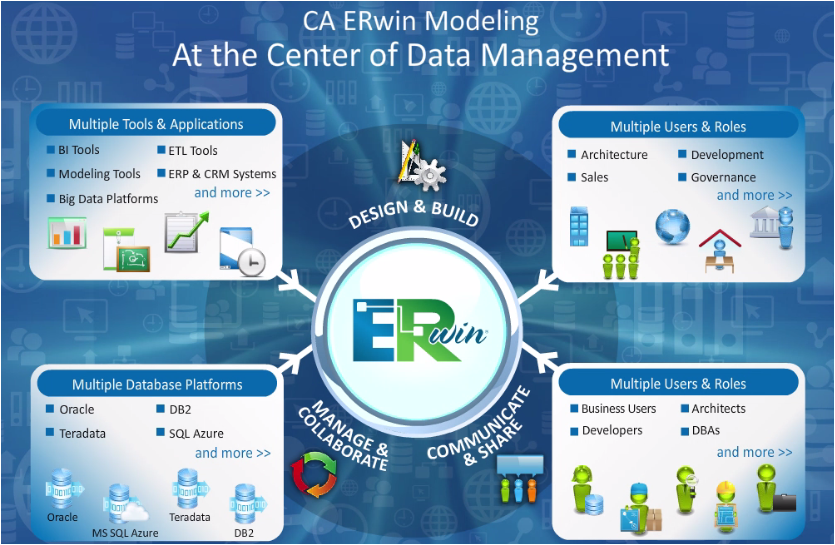 CA ERwin Modeling
At the Center of Data Management
Multiple Tools & Applications
BI Tools
ETL Tools
Modeling Tools
ERP & CRM Systems
Big Data Platforms
and more >>
Multiple Users & Roles
Architecture
Development
Sales
Governance
and more >>
DESIGN & BUILD
ERwin
MANAGE &
COLLABORATE
COMMUNICATE
& SHARE
Multiple Database Platforms
Oracle
DB2
Teradata
SQL Azure
and more >>
Oracle
MS SQL Azure
Teradata
DB2
Multiple Users & Roles
Business Users
Architects
Developers
DBAs
and more >>